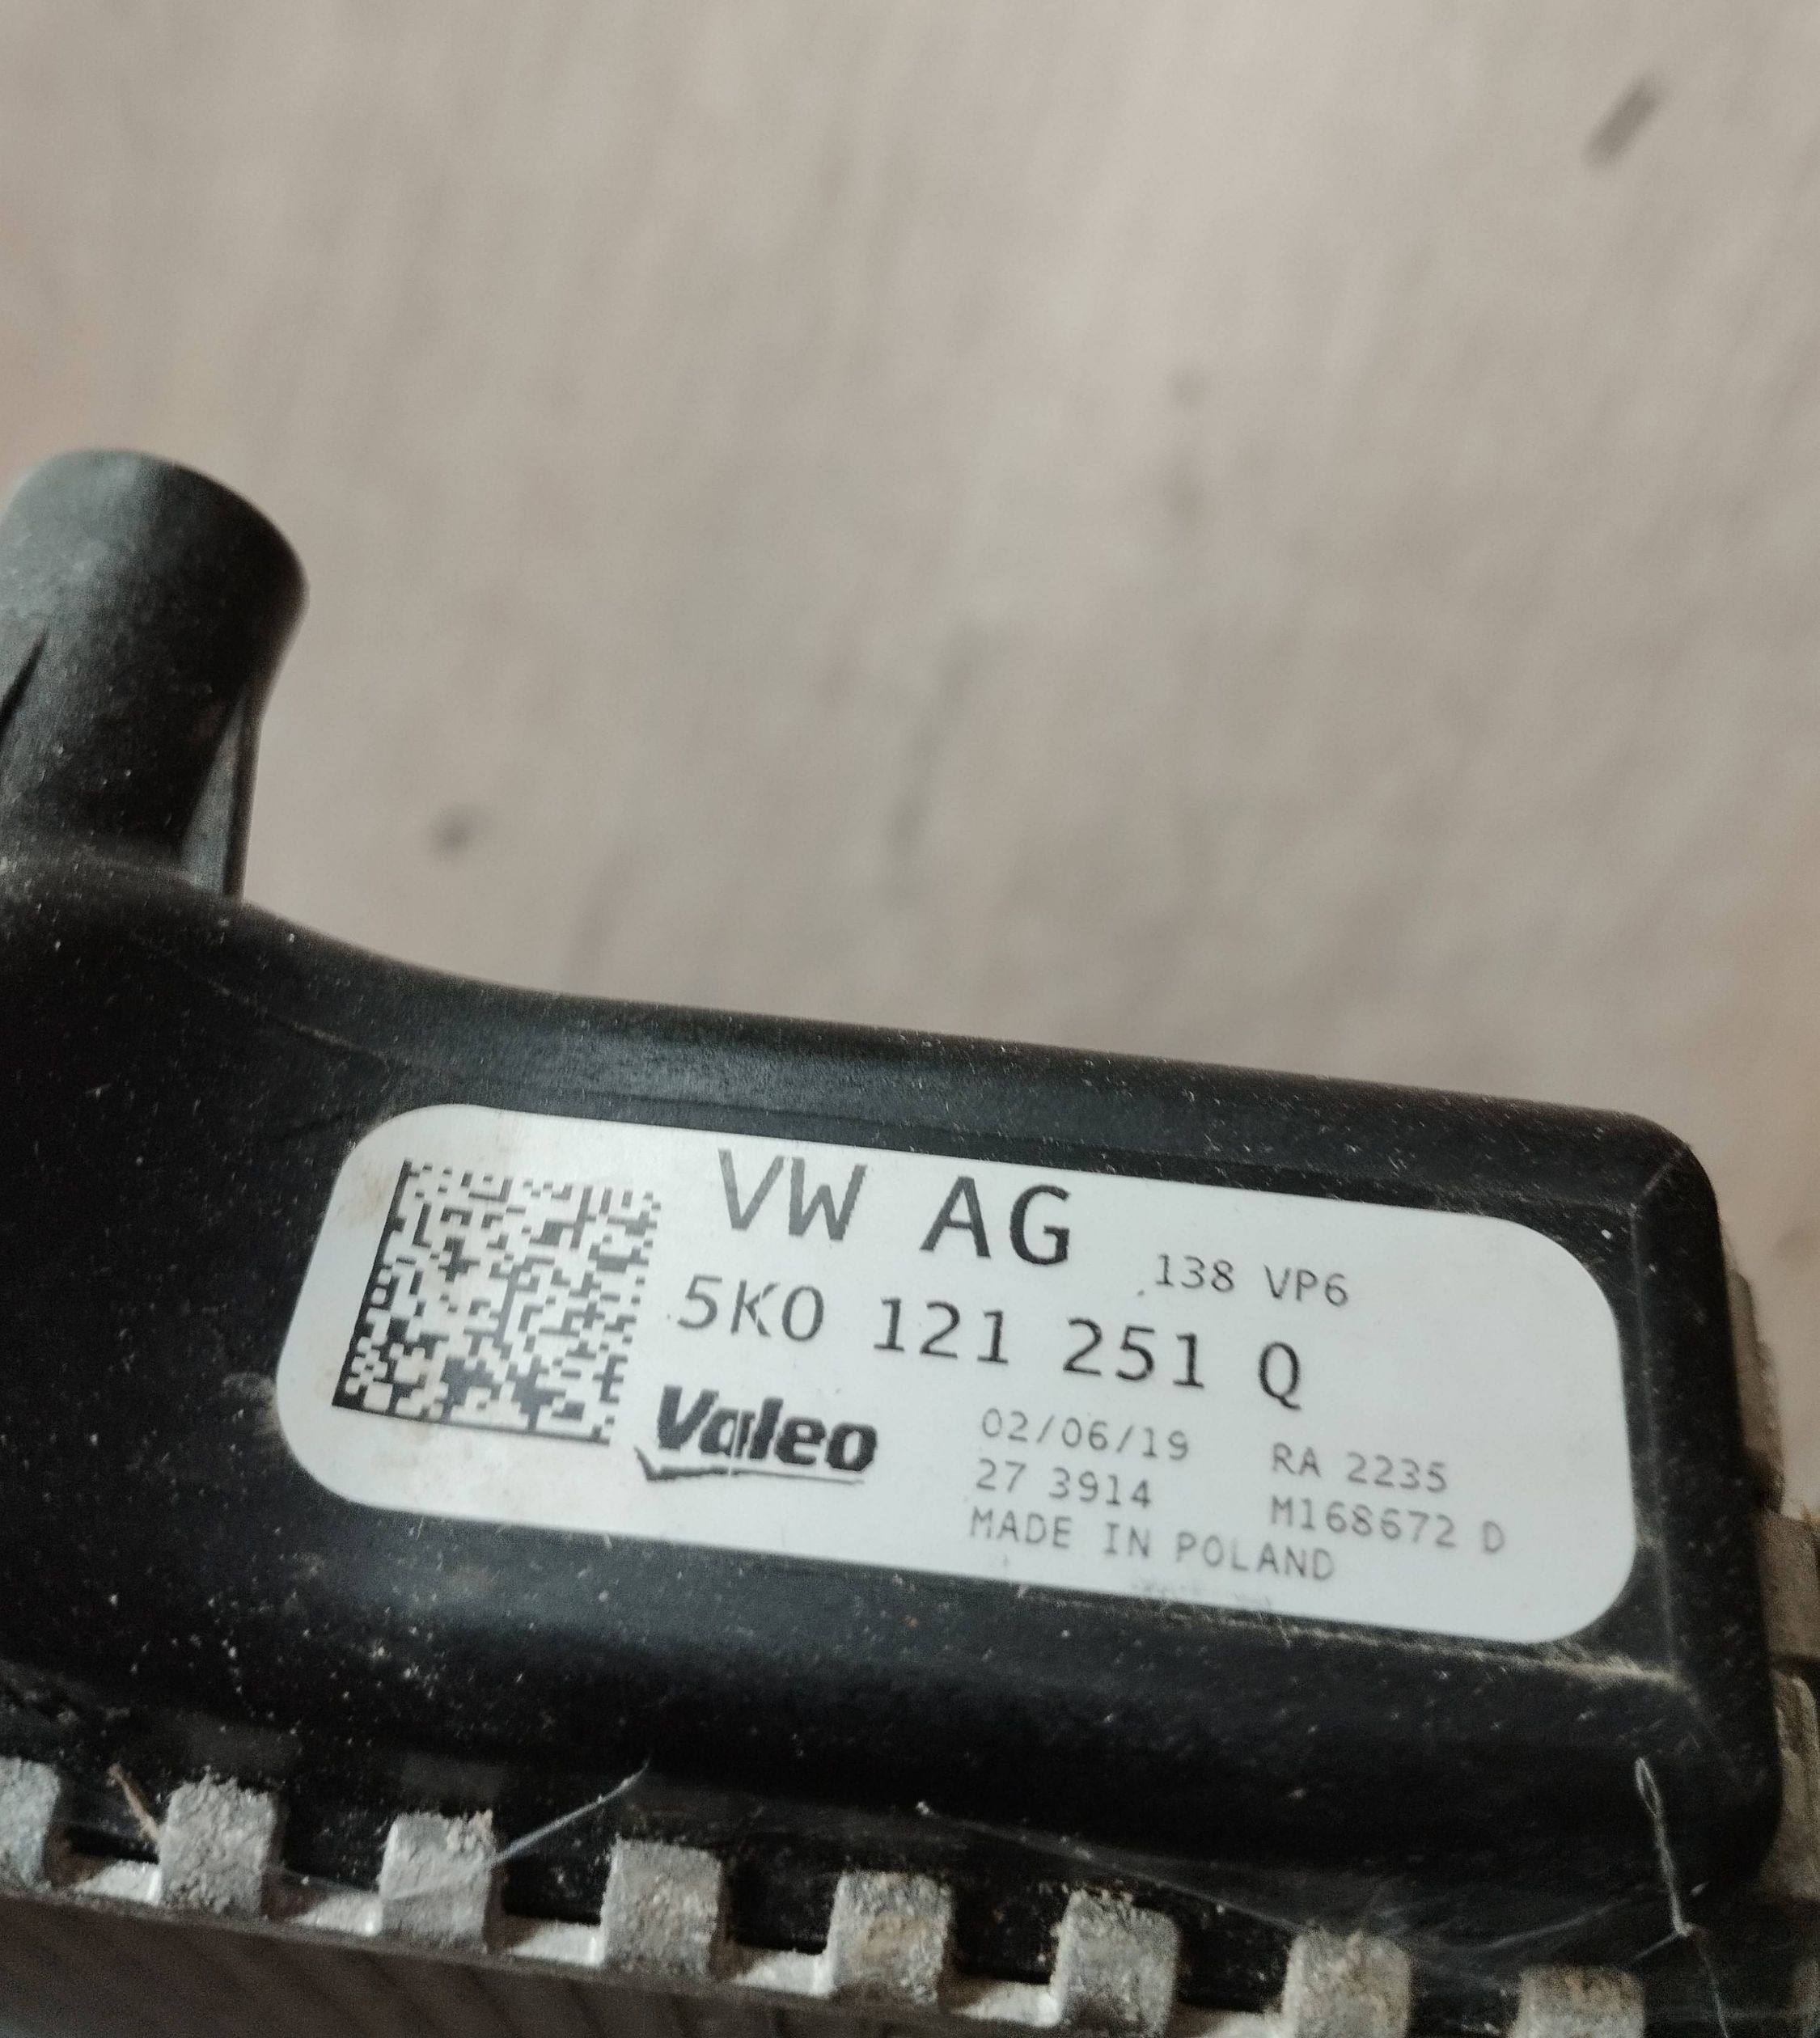 VW AG 138 VP6
5K0 121 251 Q
Valeo
02/06/19 RA 2235
27 3914 M168672 D
MADE IN POLAND